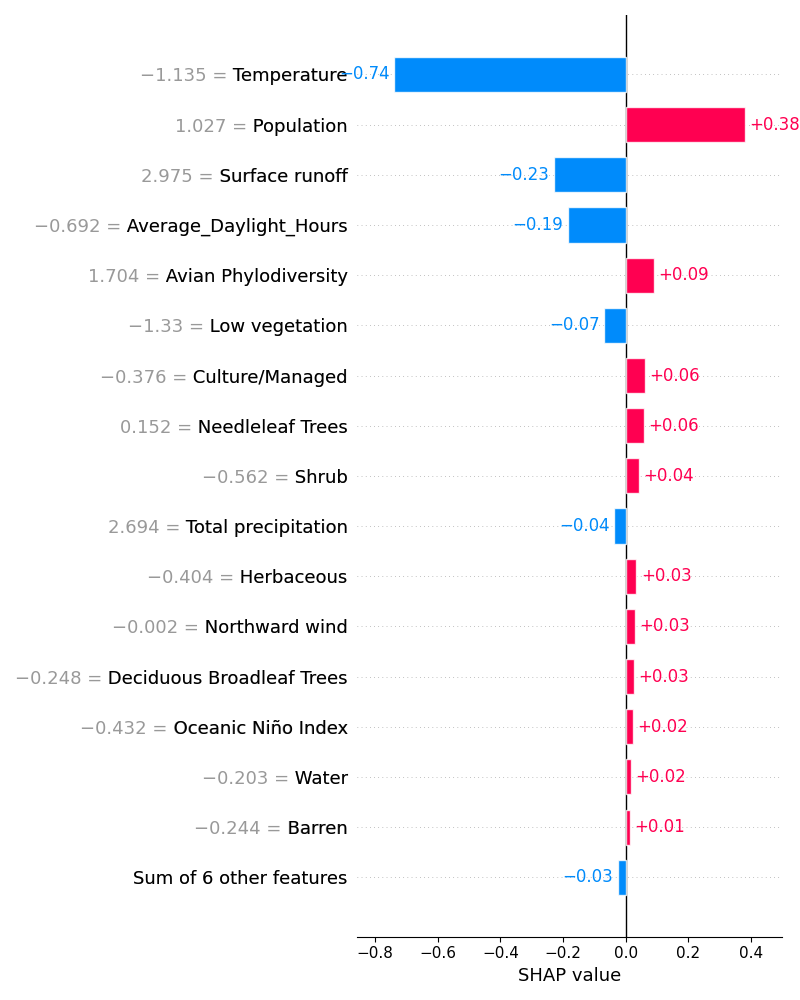 −1.135 = Temperature −0.74
1.027 = Population +0.38
2.975 = Surface runoff −0.23
−0.692 = Average_Daylight_Hours −0.19
1.704 = Avian Phylodiversity +0.09
−1.33 = Low vegetation −0.07
−0.376 = Culture/Managed +0.06
0.152 = Needleleaf Trees +0.06
−0.562 = Shrub +0.04
2.694 = Total precipitation −0.04
−0.404 = Herbaceous +0.03
−0.002 = Northward wind +0.03
−0.248 = Deciduous Broadleaf Trees +0.03
−0.432 = Oceanic Niño Index +0.02
−0.203 = Water +0.02
−0.244 = Barren +0.01
Sum of 6 other features −0.03
−0.8 −0.6 −0.4 −0.2 0.0 0.2 0.4
SHAP value